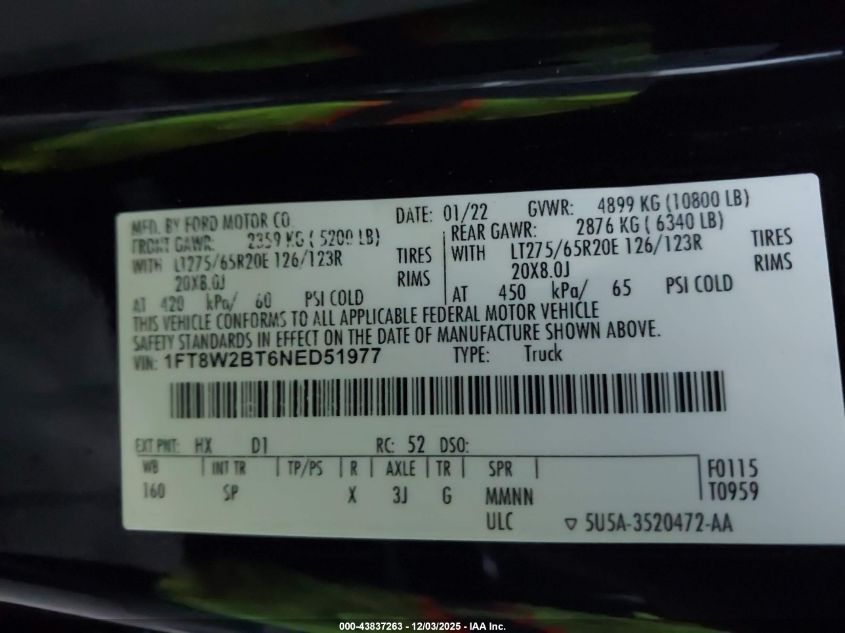 MFD. BY FORD MOTOR CO DATE: 01/22 GVWR: 4899 KG (10800 LB)
FRONT GAWR: 2359 KG ( 5200 LB) REAR GAWR: 2876 KG ( 6340 LB)
WITH LT275/65R20E 126/123R TIRES WITH LT275/65R20E 126/123R TIRES
20X8.0J RIMS 20X8.0J RIMS
AT 420 kPa/ 60 PSI COLD AT 450 kPa/ 65 PSI COLD
THIS VEHICLE CONFORMS TO ALL APPLICABLE FEDERAL MOTOR VEHICLE
SAFETY STANDARDS IN EFFECT ON THE DATE OF MANUFACTURE SHOWN ABOVE.
VIN: 1FT8W2BT6NED51977 TYPE: Truck
EXT PNT: HX D1 RC: 52 DSO:
WB INT TR TP/PS R AXLE TR SPR F0115
160 SP X 3J G MMNN T0959
ULC ▽ 5U5A-3520472-AA
000-43837263 - 12/03/2025 - IAA Inc.